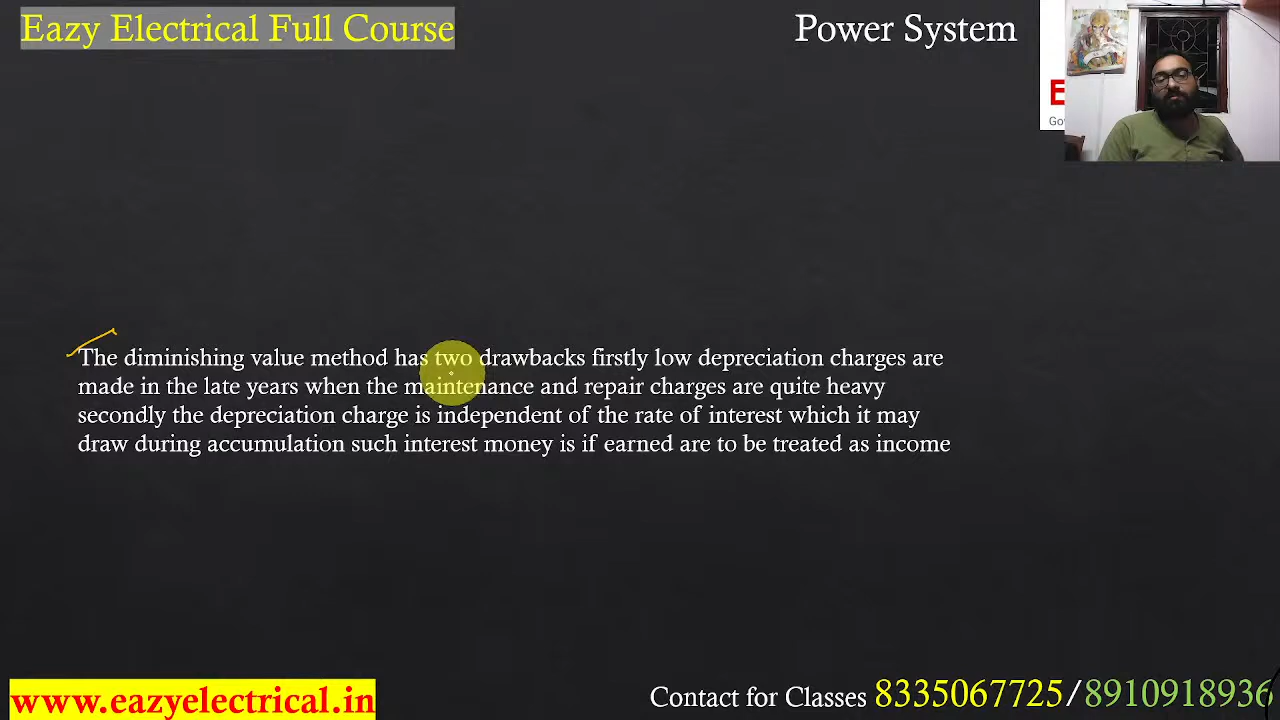 Eazy Electrical Full Course
Power System
E
Go
The diminishing value method has two drawbacks firstly low depreciation charges are
made in the late years when the maintenance and repair charges are quite heavy
secondly the depreciation charge is independent of the rate of interest which it may
draw during accumulation such interest money is if earned are to be treated as income
www.eazyelectrical.in
Contact for Classes 8335067725/8910918936